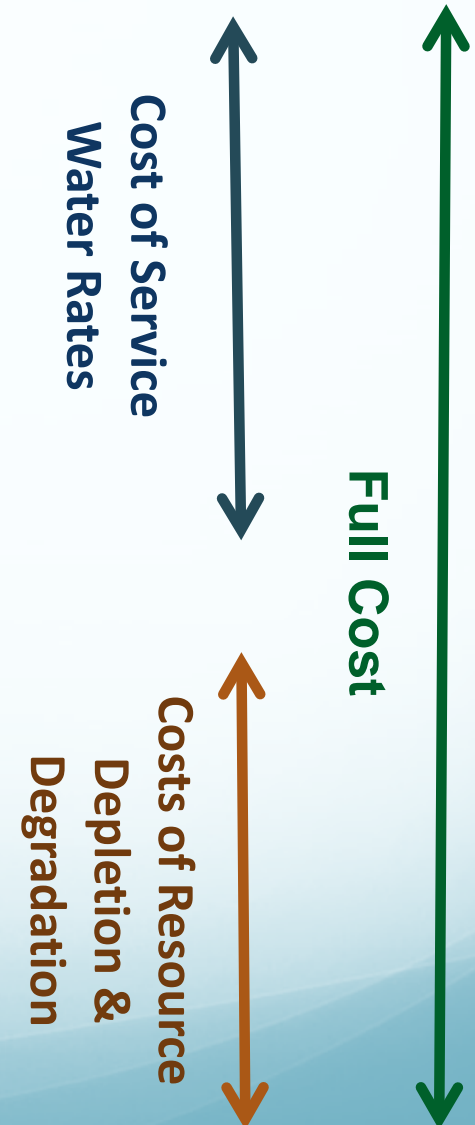 Full Cost
Cost of Service
Water Rates
Costs of Resource
Depletion &
Degradation